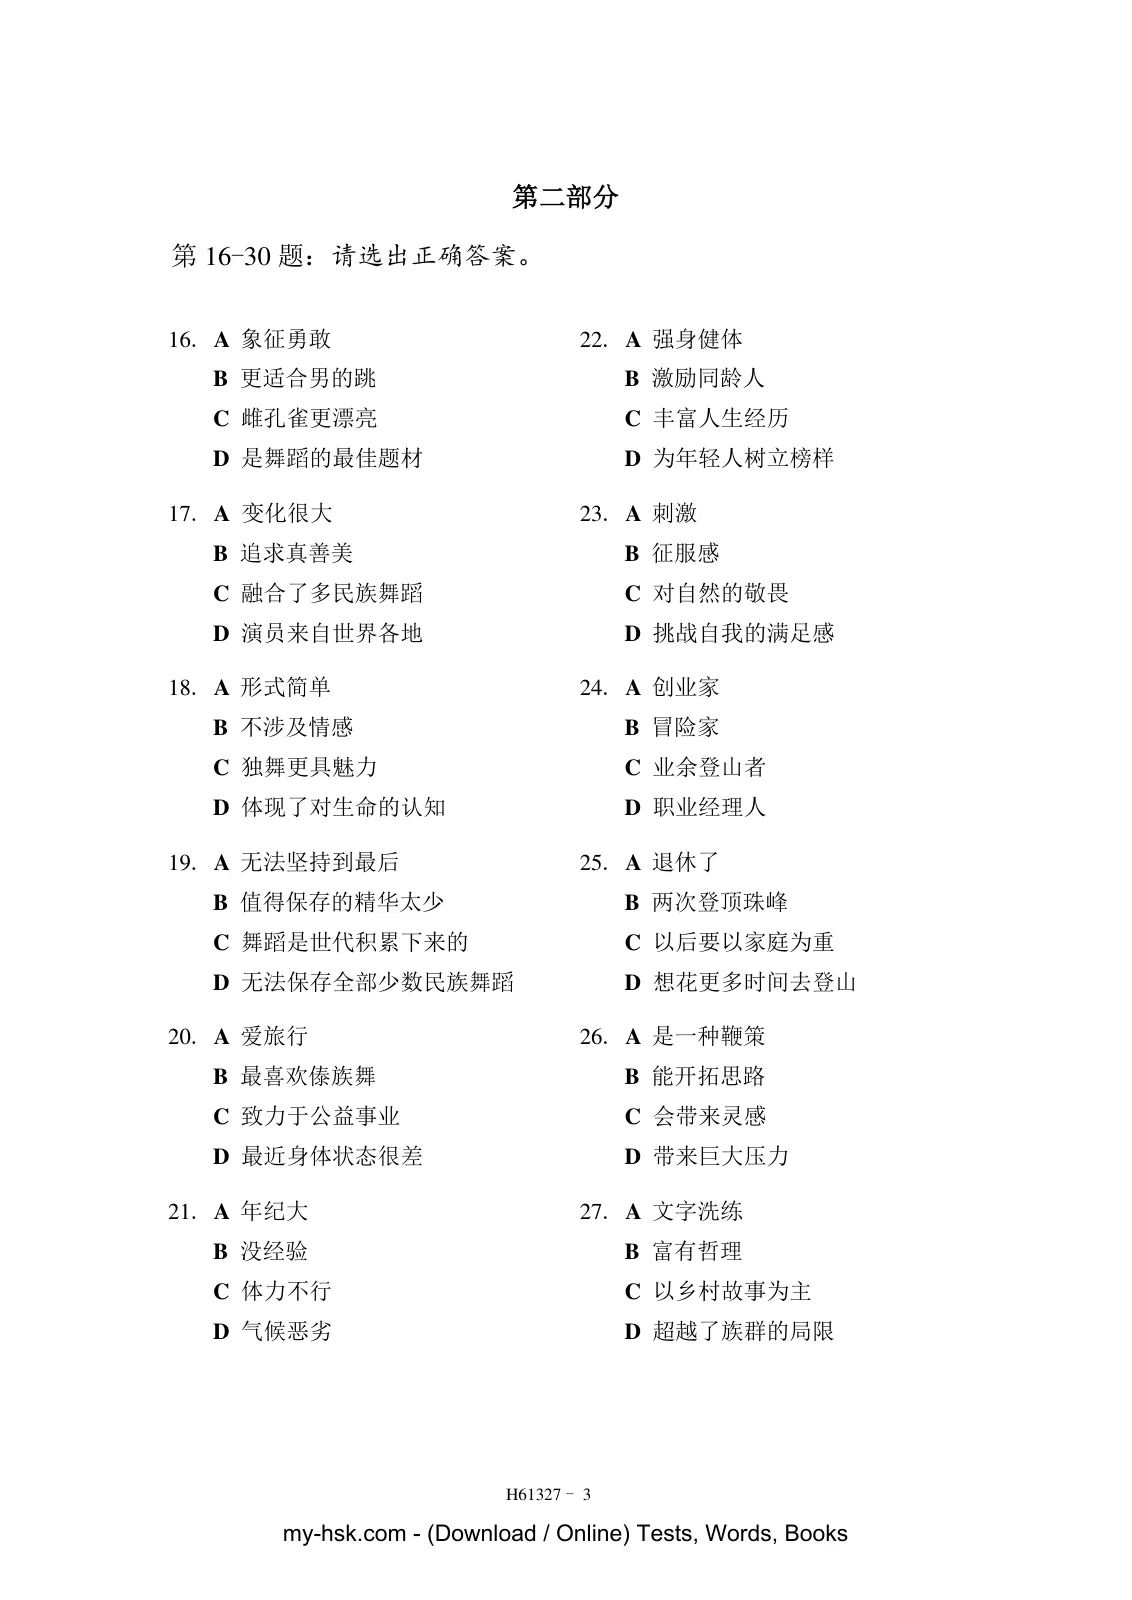 第二部分
第 16-30 题：请选出正确答案。
16. A 象征勇敢
B 更适合男的跳
C 雌孔雀更漂亮
D 是舞蹈的最佳题材
17. A 变化很大
B 追求真善美
C 融合了多民族舞蹈
D 演员来自世界各地
18. A 形式简单
B 不涉及情感
C 独舞更具魅力
D 体现了对生命的认知
19. A 无法坚持到最后
B 值得保存的精华太少
C 舞蹈是世代积累下来的
D 无法保存全部少数民族舞蹈
20. A 爱旅行
B 最喜欢傣族舞
C 致力于公益事业
D 最近身体状态很差
21. A 年纪大
B 没经验
C 体力不行
D 气候恶劣
22. A 强身健体
B 激励同龄人
C 丰富人生经历
D 为年轻人树立榜样
23. A 刺激
B 征服感
C 对自然的敬畏
D 挑战自我的满足感
24. A 创业家
B 冒险家
C 业余登山者
D 职业经理人
25. A 退休了
B 两次登顶珠峰
C 以后要以家庭为重
D 想花更多时间去登山
26. A 是一种鞭策
B 能开拓思路
C 会带来灵感
D 带来巨大压力
27. A 文字洗练
B 富有哲理
C 以乡村故事为主
D 超越了族群的局限
H61327 - 3
my-hsk.com - (Download / Online) Tests, Words, Books